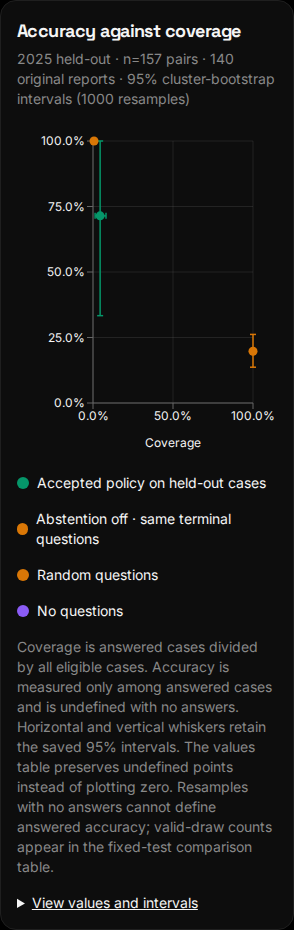 Accuracy against coverage
2025 held-out · n=157 pairs · 140
original reports · 95% cluster-bootstrap
intervals (1000 resamples)
100.0%
75.0%
50.0%
25.0%
0.0%
0.0% 50.0% 100.0%
Coverage
Accepted policy on held-out cases
Abstention off · same terminal
questions
Random questions
No questions
Coverage is answered cases divided
by all eligible cases. Accuracy is
measured only among answered cases
and is undefined with no answers.
Horizontal and vertical whiskers retain
the saved 95% intervals. The values
table preserves undefined points
instead of plotting zero. Resamples
with no answers cannot define
answered accuracy; valid-draw counts
appear in the fixed-test comparison
table.
View values and intervals